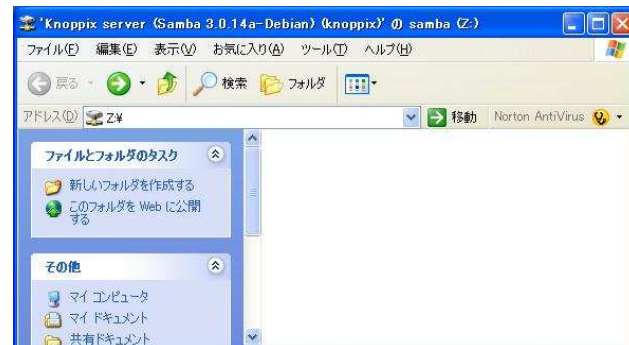 'Knoppix server (Samba 3.0.14a-Debian) (knoppix)' の samba (Z:)
ファイル(F) 編集(E) 表示(V) お気に入り(A) ツール(T) ヘルプ(H)
戻る 検索 フォルダ
アドレス(D) Z:¥ 移動 Norton AntiVirus
ファイルとフォルダのタスク
新しいフォルダを作成する
このフォルダを Web に公開
する
その他
マイ コンピュータ
マイ ドキュメント
共有ドキュメント